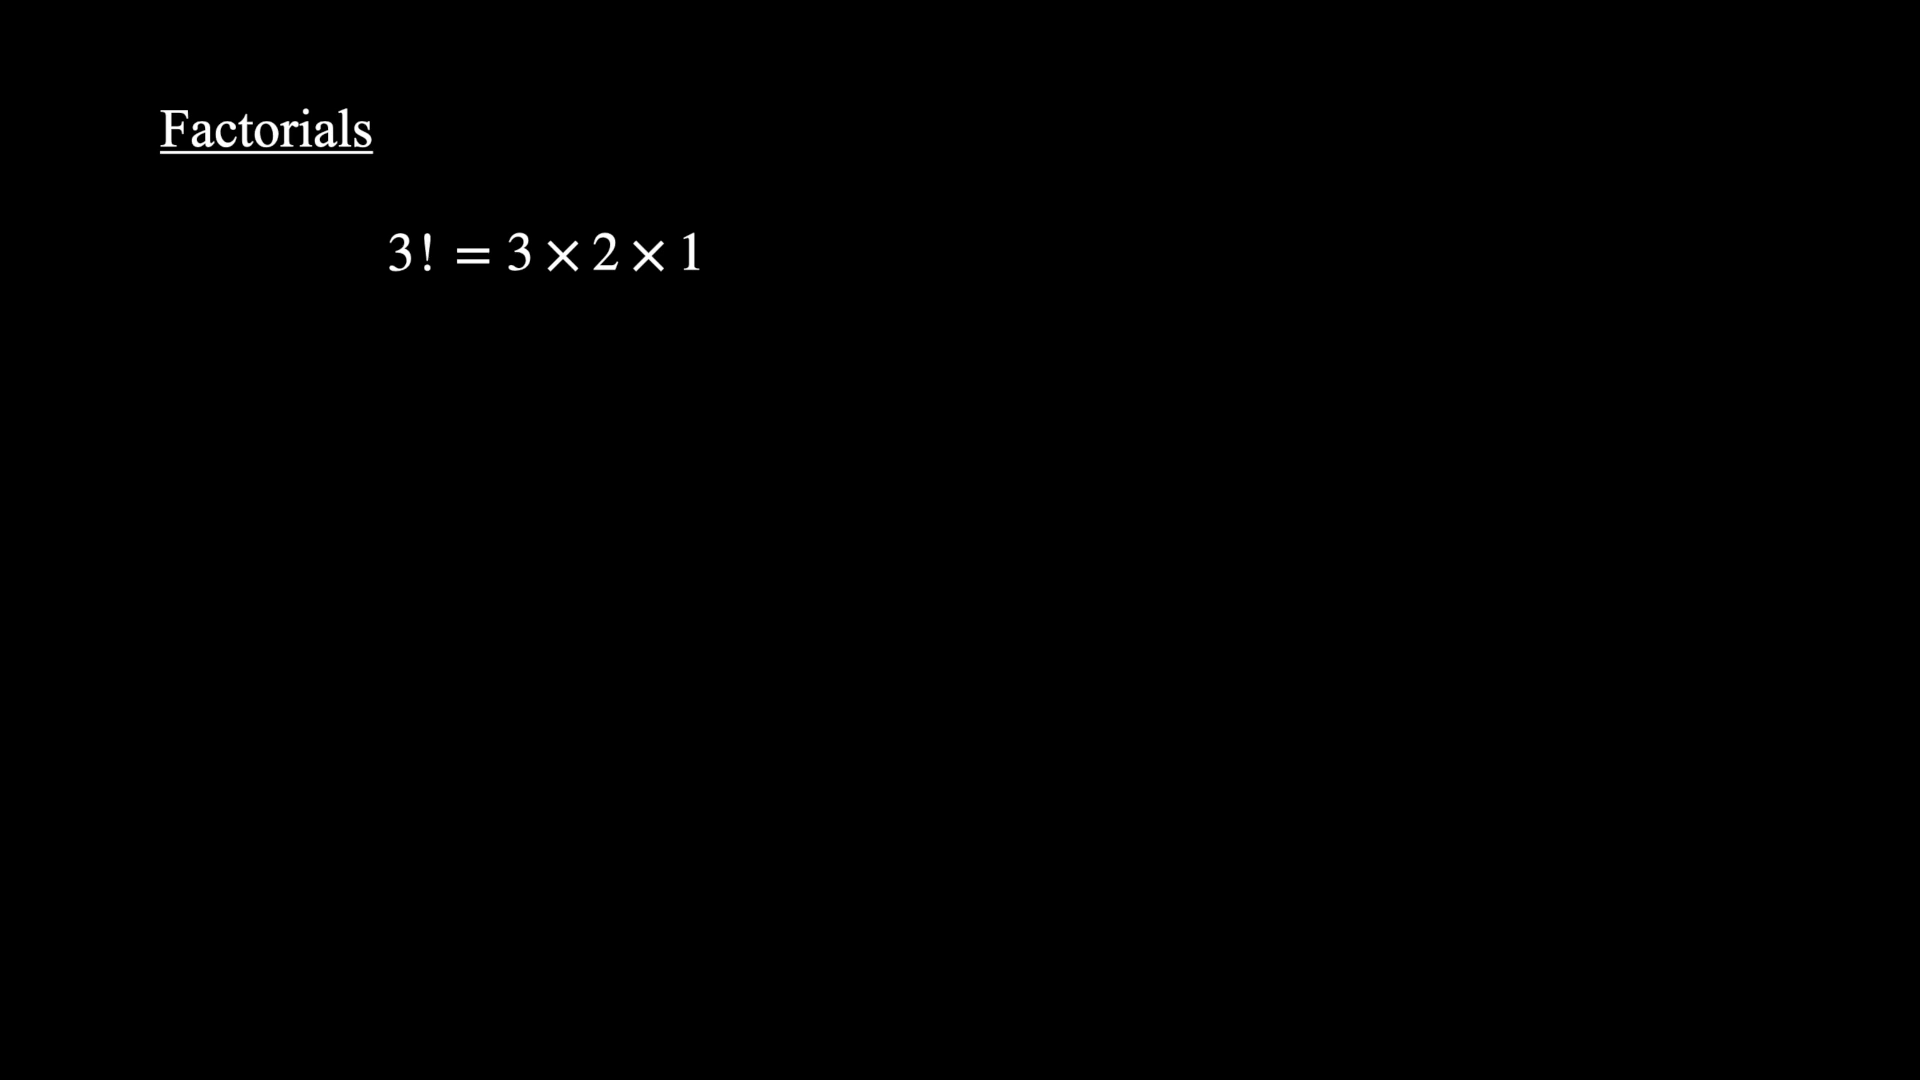 Factorials
3! = 3 × 2 × 1